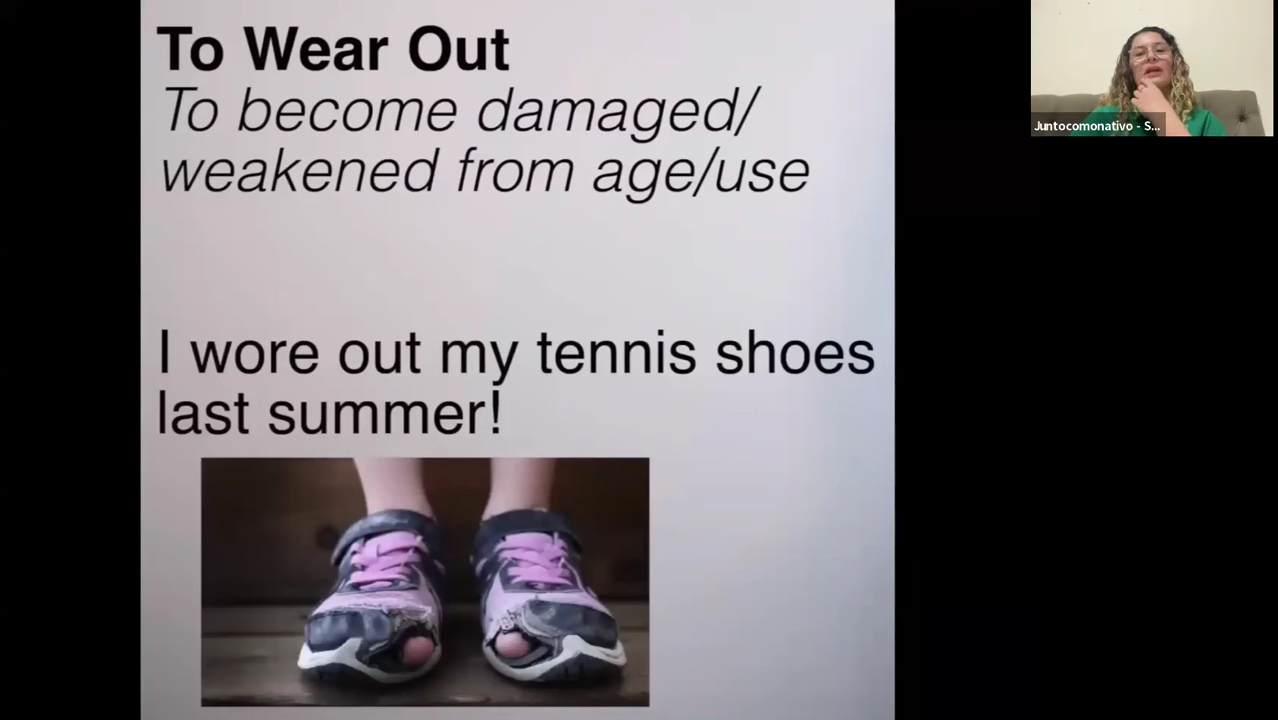 To Wear Out
To become damaged/
weakened from age/use
I wore out my tennis shoes
last summer!
Juntocomonativo - S...